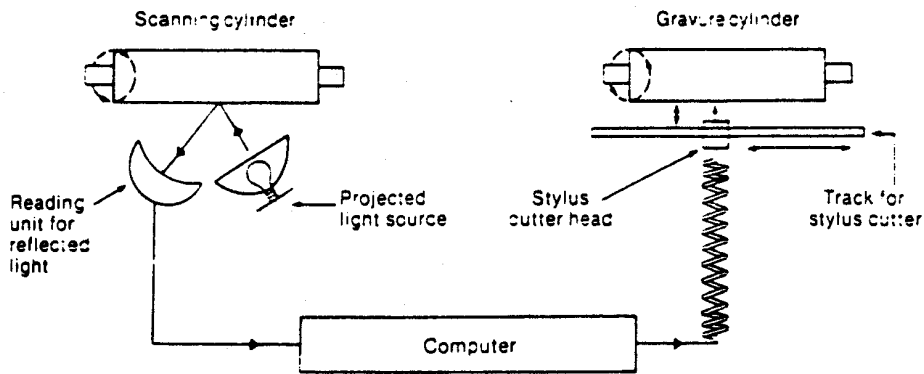 Scanning cylinder
Gravure cylinder
Reading
unit for
reflected
light
Projected
light source
Stylus
cutter head
Track for
stylus cutter
Computer